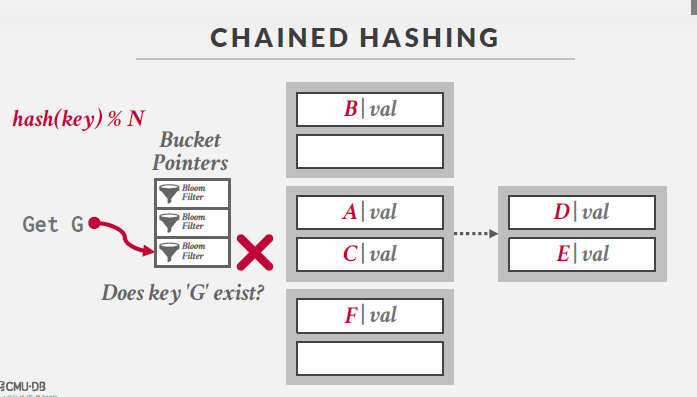 CHAINED HASHING
hash(key) % N
Bucket
Pointers
Bloom
Filter
Bloom
Filter
Bloom
Filter
Get G
Does key 'G' exist?
B|val
A|val
C|val
D|val
E|val
F|val
CMU·DB